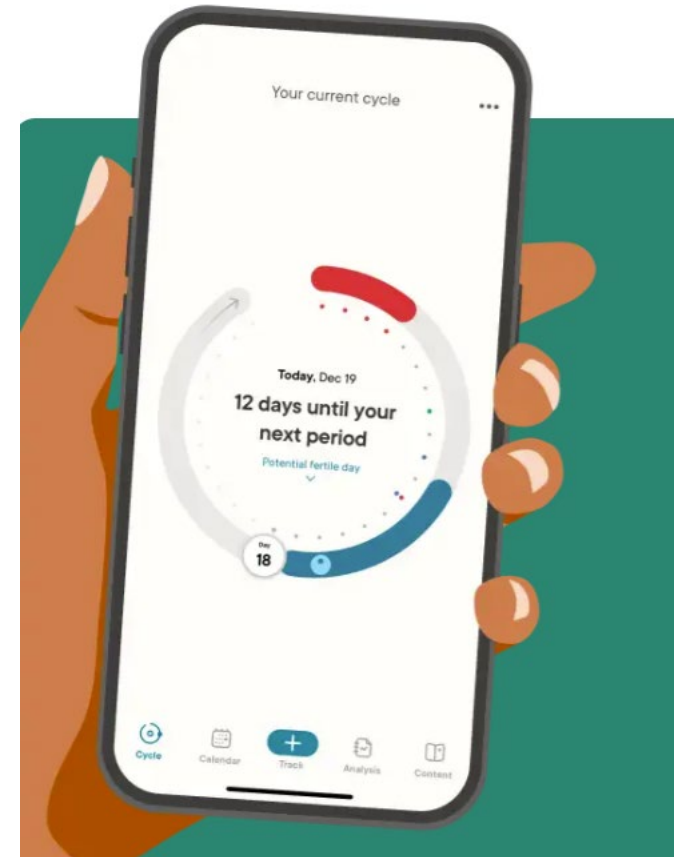 Your current cycle
Today, Dec 19
12 days until your
next period
Potential fertile day
Day
18
Cycle
Calendar
Track
Analysis
Content